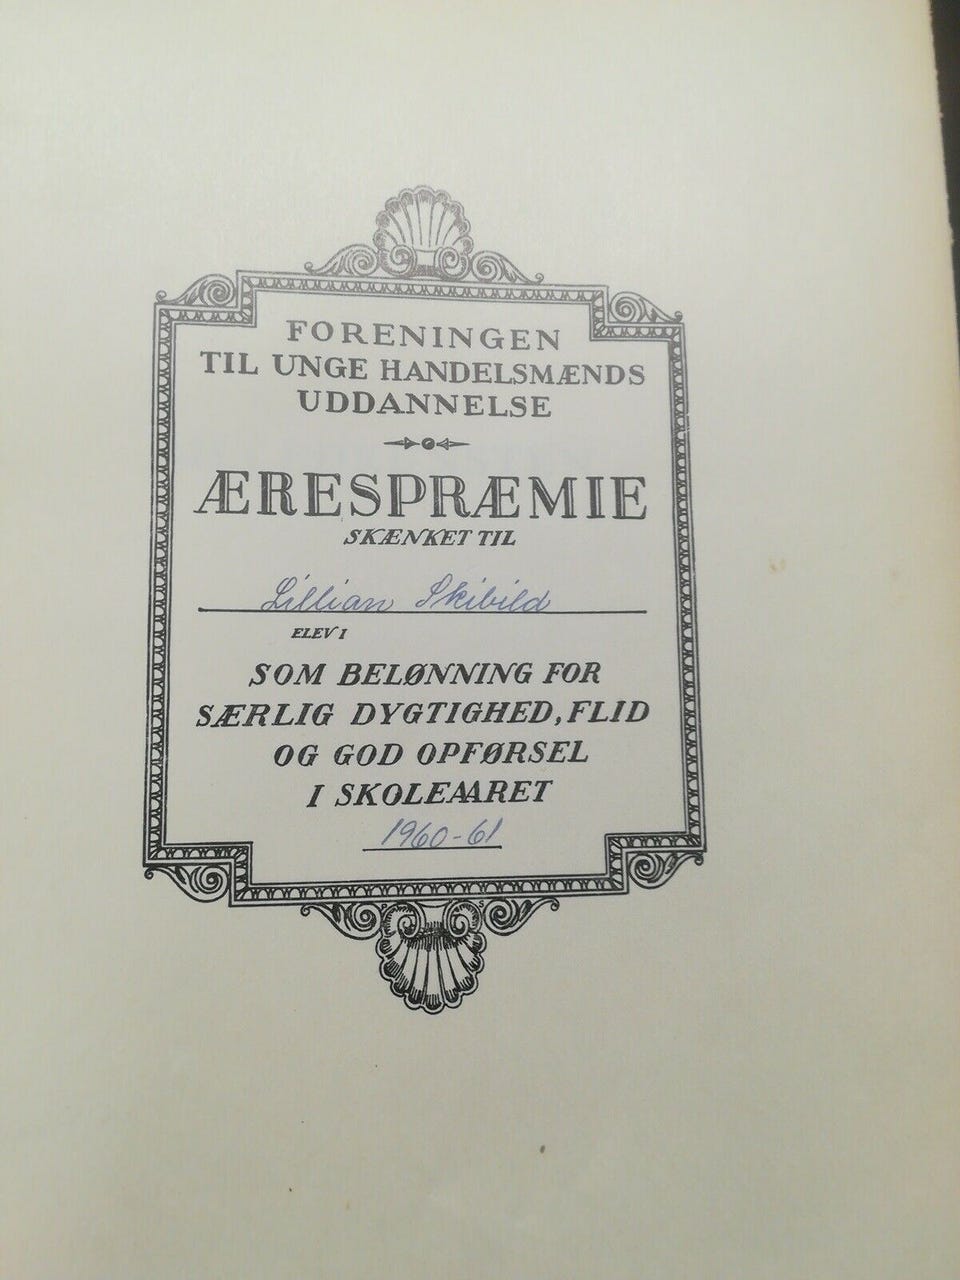 FORENINGEN
TIL UNGE HANDELSMÆNDS
UDDANNELSE
ÆRESPRÆMIE
SKÆNKET TIL
Lillian Skibild
ELEV I
SOM BELØNNING FOR
SÆRLIG DYGTIGHED, FLID
OG GOD OPFØRSEL
I SKOLEAARET
1960-61
P S